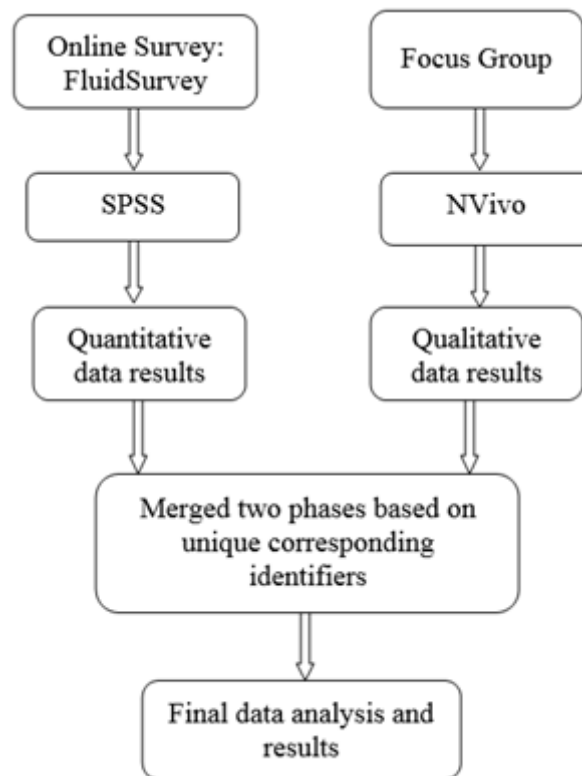 Online Survey:
FluidSurvey
Focus Group
SPSS
NVivo
Quantitative
data results
Qualitative
data results
Merged two phases based on
unique corresponding
identifiers
Final data analysis and
results